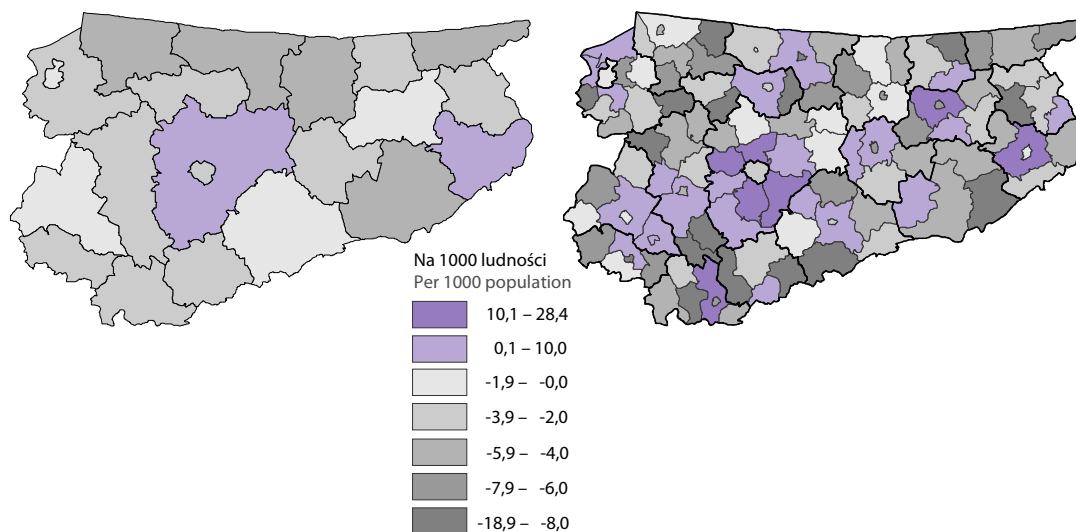 Na 1000 ludności
Per 1000 population
10,1 – 28,4
0,1 – 10,0
-1,9 – -0,0
-3,9 – -2,0
-5,9 – -4,0
-7,9 – -6,0
-18,9 – -8,0